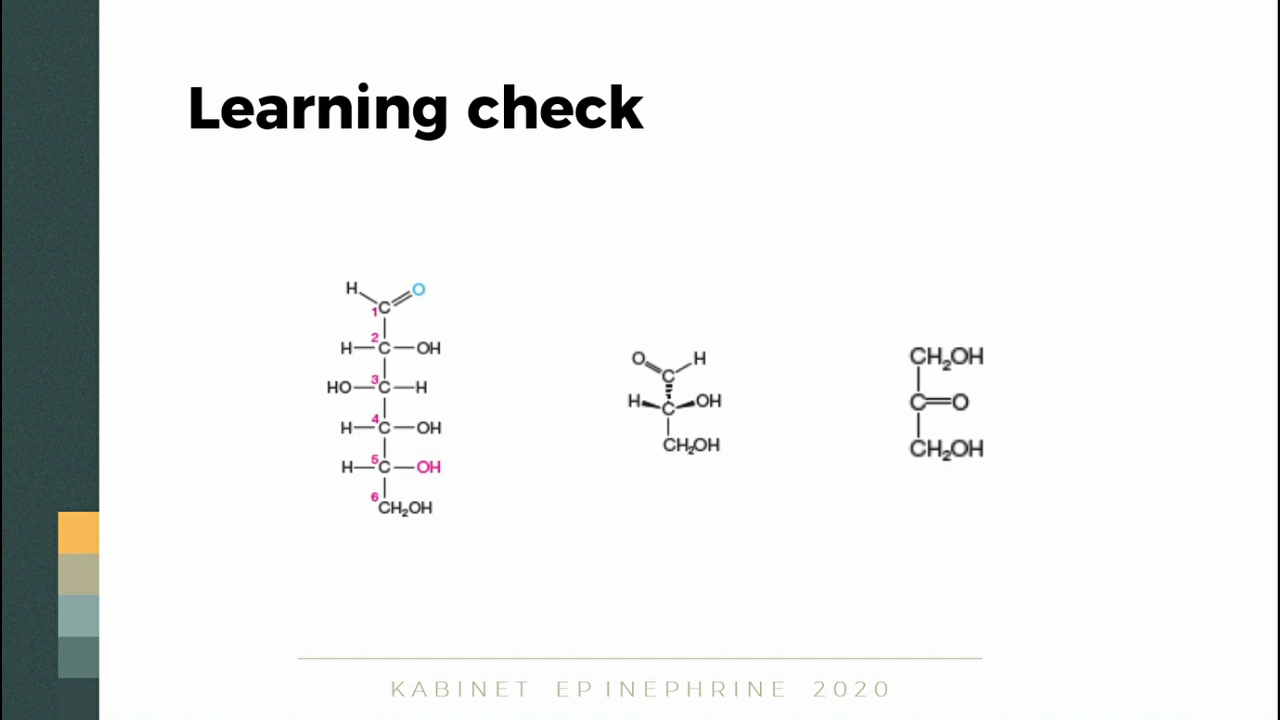 Learning check
H O
1 C
2
H—C—OH
3
HO—C—H
4
H—C—OH
5
H—C—OH
6
CH₂OH
O H
C
H C OH
CH₂OH
CH₂OH
C=O
CH₂OH
KABINET EPINEPHRINE 2020